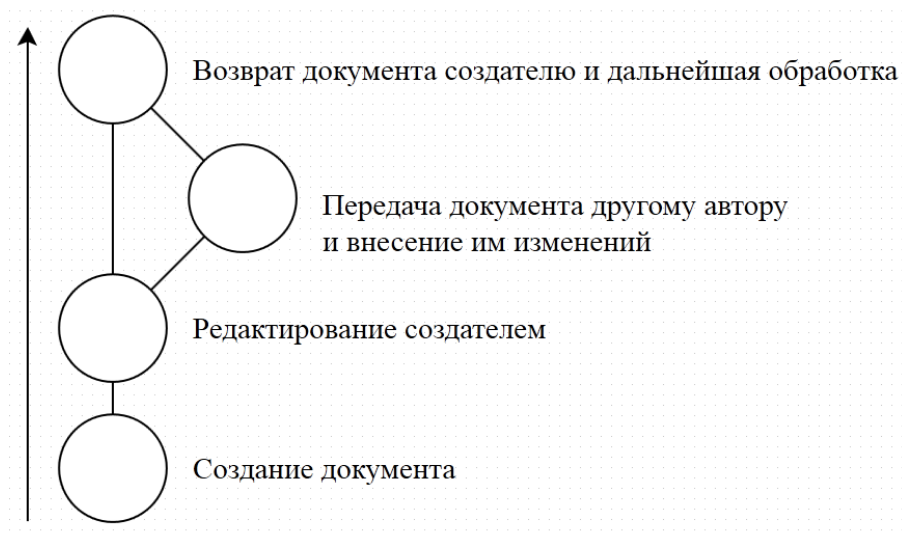 Возврат документа создателю и дальнейшая обработка
Передача документа другому автору
и внесение им изменений
Редактирование создателем
Создание документа